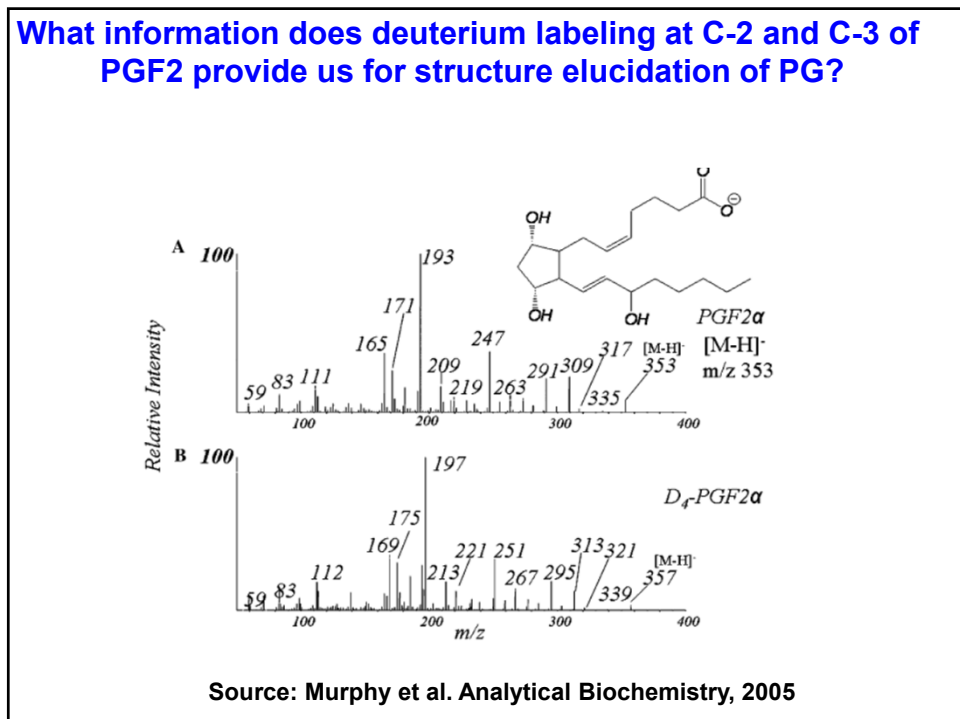 What information does deuterium labeling at C-2 and C-3 of
PGF2 provide us for structure elucidation of PG?
O
O⊖
OH
OH
OH
PGF2α
[M-H]⁻
m/z 353
A
100
193
171
165
209
219
247
263
291
309
317
335
[M-H]⁻
353
59
83
111
100
200
300
400
Relative Intensity
B
100
197
175
169
213
221
251
267
295
313
321
339
[M-H]⁻
357
59
83
112
D₄-PGF2α
100
200
300
400
m/z
Source: Murphy et al. Analytical Biochemistry, 2005